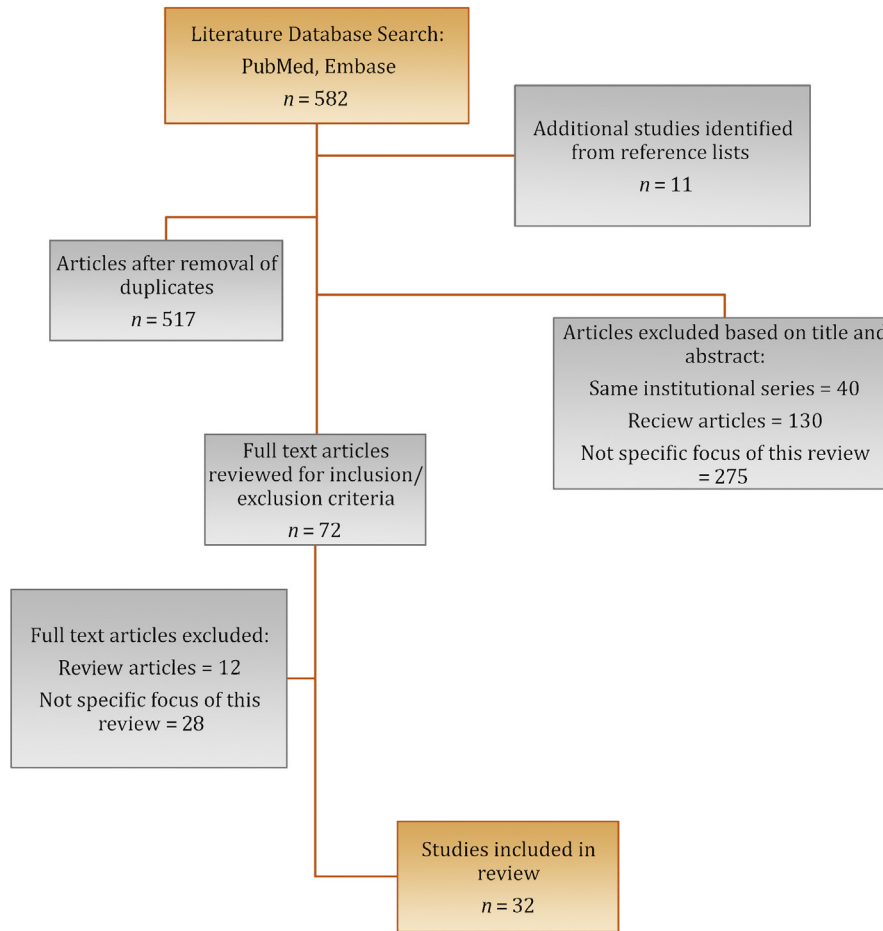 Literature Database Search:
PubMed, Embase
n = 582
Additional studies identified
from reference lists
n = 11
Articles after removal of
duplicates
n = 517
Articles excluded based on title and
abstract:
Same institutional series = 40
Reciew articles = 130
Not specific focus of this review
= 275
Full text articles
reviewed for inclusion/
exclusion criteria
n = 72
Full text articles excluded:
Review articles = 12
Not specific focus of this
review = 28
Studies included in
review
n = 32